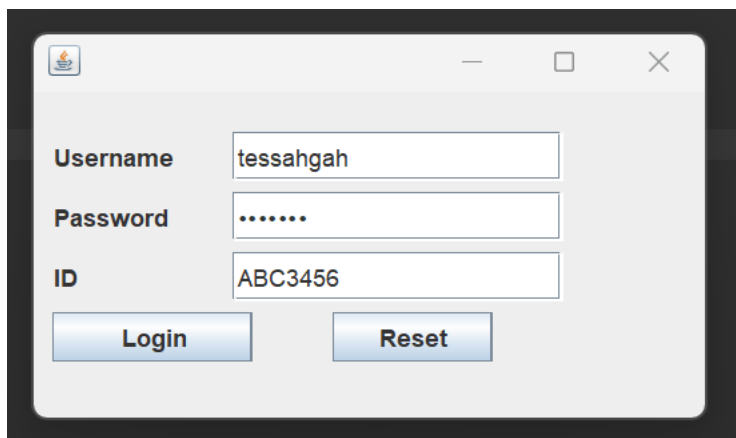 Username tessahgah
Password •••••••
ID ABC3456
Login Reset